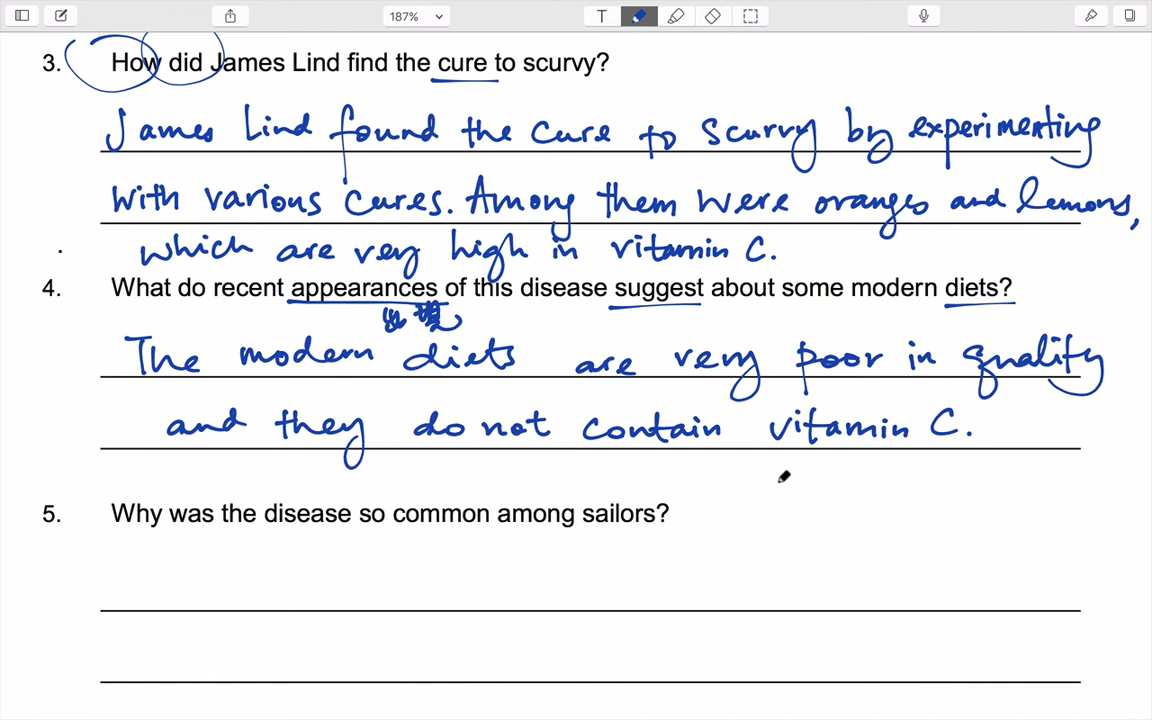 187%
T
3. How did James Lind find the cure to scurvy?
James Lind found the cure to scurvy by experimenting
with various cures. Among them were oranges and lemons,
which are very high in vitamin C.
4. What do recent appearances of this disease suggest about some modern diets?
出现
The modern diets are very poor in quality
and they do not contain vitamin C.
5. Why was the disease so common among sailors?